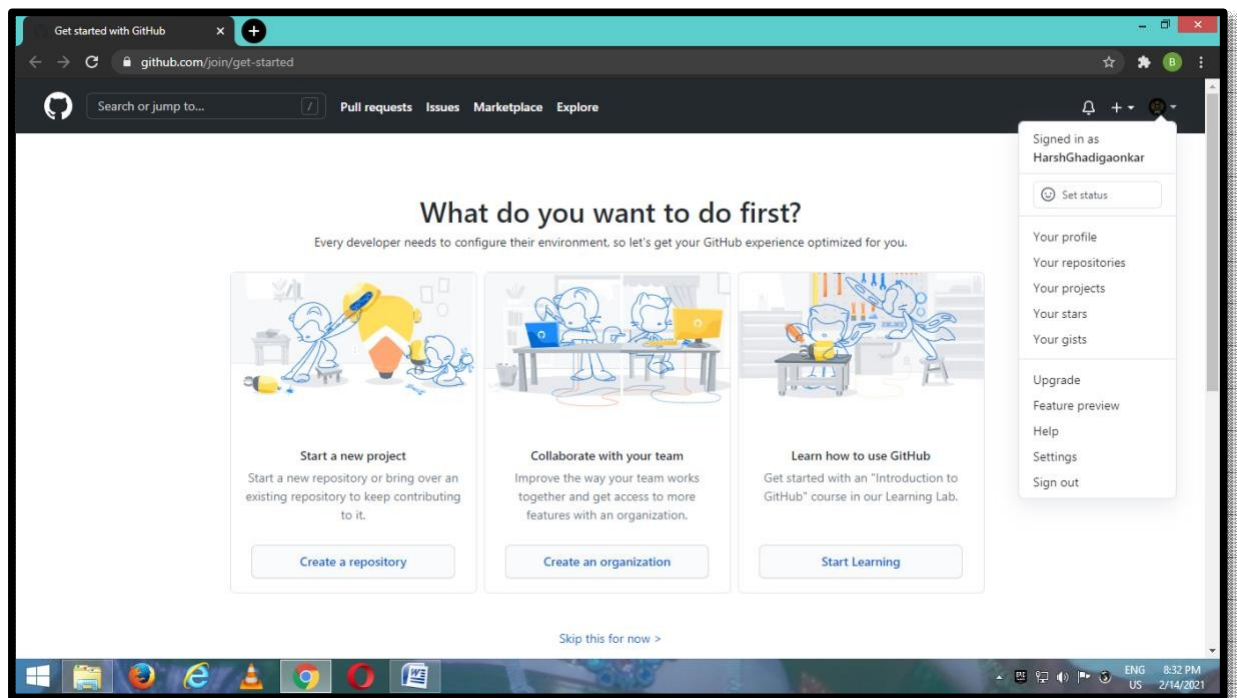 Get started with GitHub
github.com/join/get-started
B
Search or jump to...
/
Pull requests Issues Marketplace Explore
Signed in as
HarshGhadigaonkar
Set status
Your profile
Your repositories
Your projects
Your stars
Your gists
Upgrade
Feature preview
Help
Settings
Sign out
What do you want to do first?
Every developer needs to configure their environment, so let's get your GitHub experience optimized for you.
Start a new project
Start a new repository or bring over an
existing repository to keep contributing
to it.
Create a repository
Collaborate with your team
Improve the way your team works
together and get access to more
features with an organization.
Create an organization
Learn how to use GitHub
Get started with an "Introduction to
GitHub" course in our Learning Lab.
Start Learning
Skip this for now >
ENG 8:32 PM
US 2/14/2021